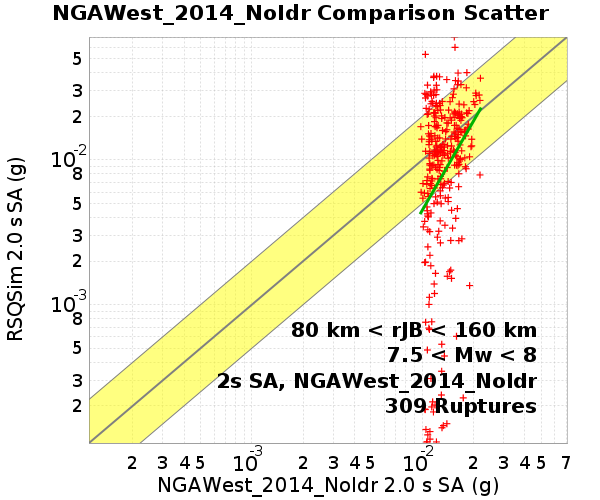 NGAWest_2014_NoIdr Comparison Scatter
RSQSim 2.0 s SA (g)
5
3
2
10-2
8
5
3
2
10-3
8
5
3
2
80 km < rJB < 160 km
7.5 < Mw < 8
2s SA, NGAWest_2014_NoIdr
309 Ruptures
2 3 4 5 10-3 2 3 4 5 10-2 2 3 4 5 7
NGAWest_2014_NoIdr 2.0 s SA (g)